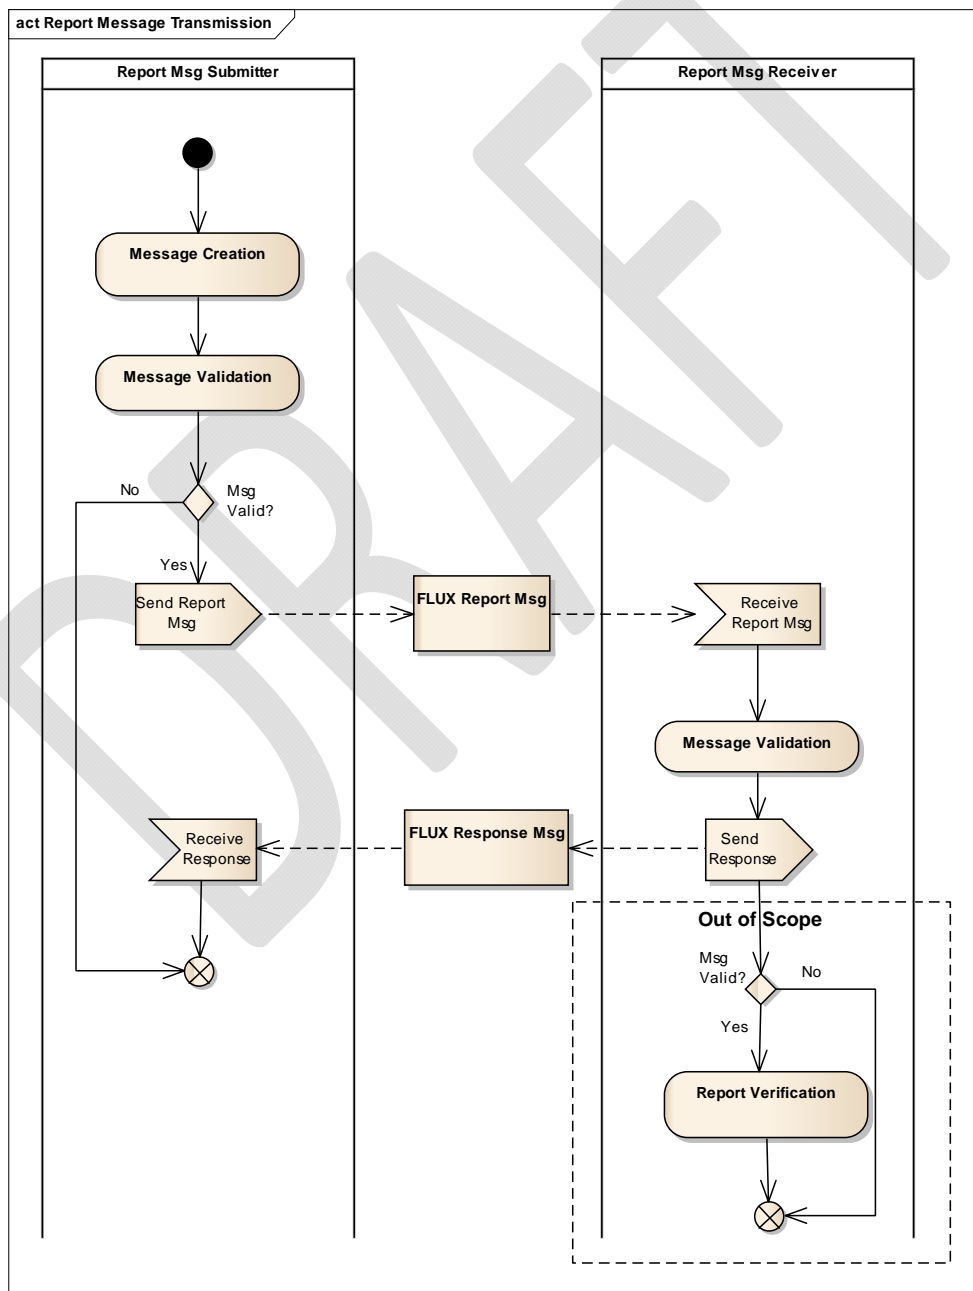 act Report Message Transmission
Report Msg Submitter
Report Msg Receiver
Message Creation
Message Validation
No
Msg
Valid?
Yes
Send Report
Msg
FLUX Report Msg
Receive
Report Msg
Message Validation
Receive
Response
FLUX Response Msg
Send
Response
Out of Scope
Msg
Valid?
No
Yes
Report Verification
DRAFT